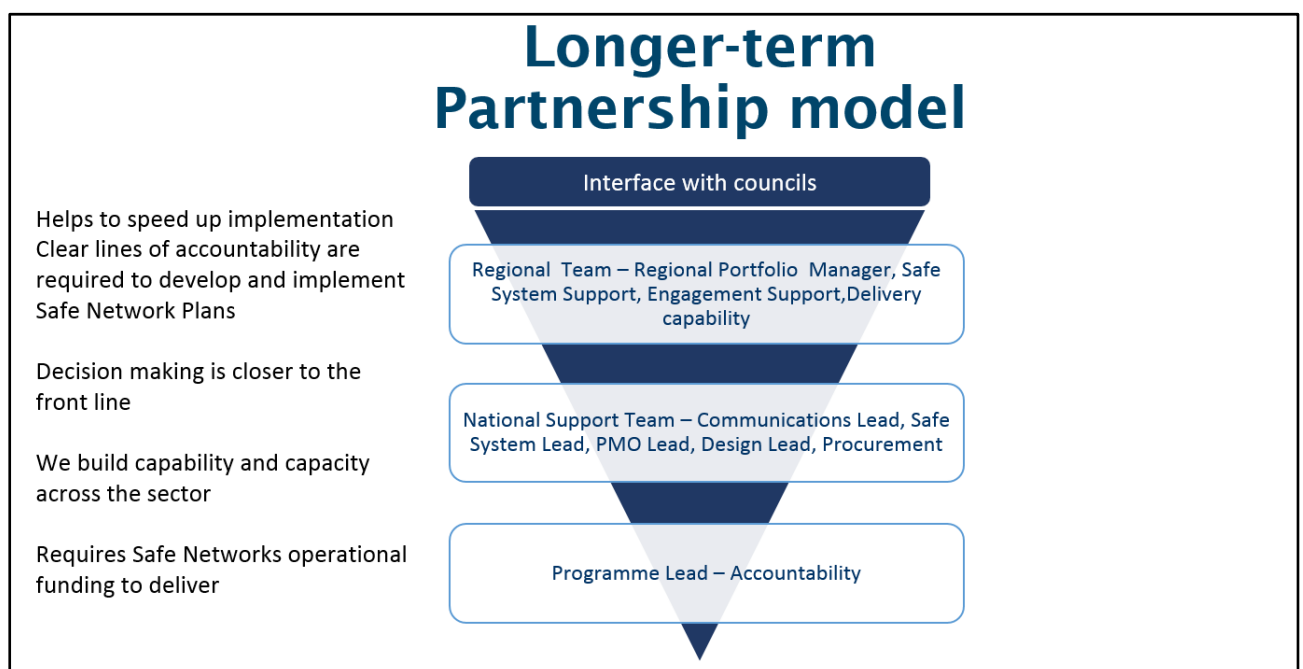 Longer-term
Partnership model
Interface with councils
Helps to speed up implementation
Clear lines of accountability are
required to develop and implement
Safe Network Plans
Decision making is closer to the
front line
We build capability and capacity
across the sector
Requires Safe Networks operational
funding to deliver
Regional Team – Regional Portfolio Manager, Safe
System Support, Engagement Support,Delivery
capability
National Support Team – Communications Lead, Safe
System Lead, PMO Lead, Design Lead, Procurement
Programme Lead – Accountability